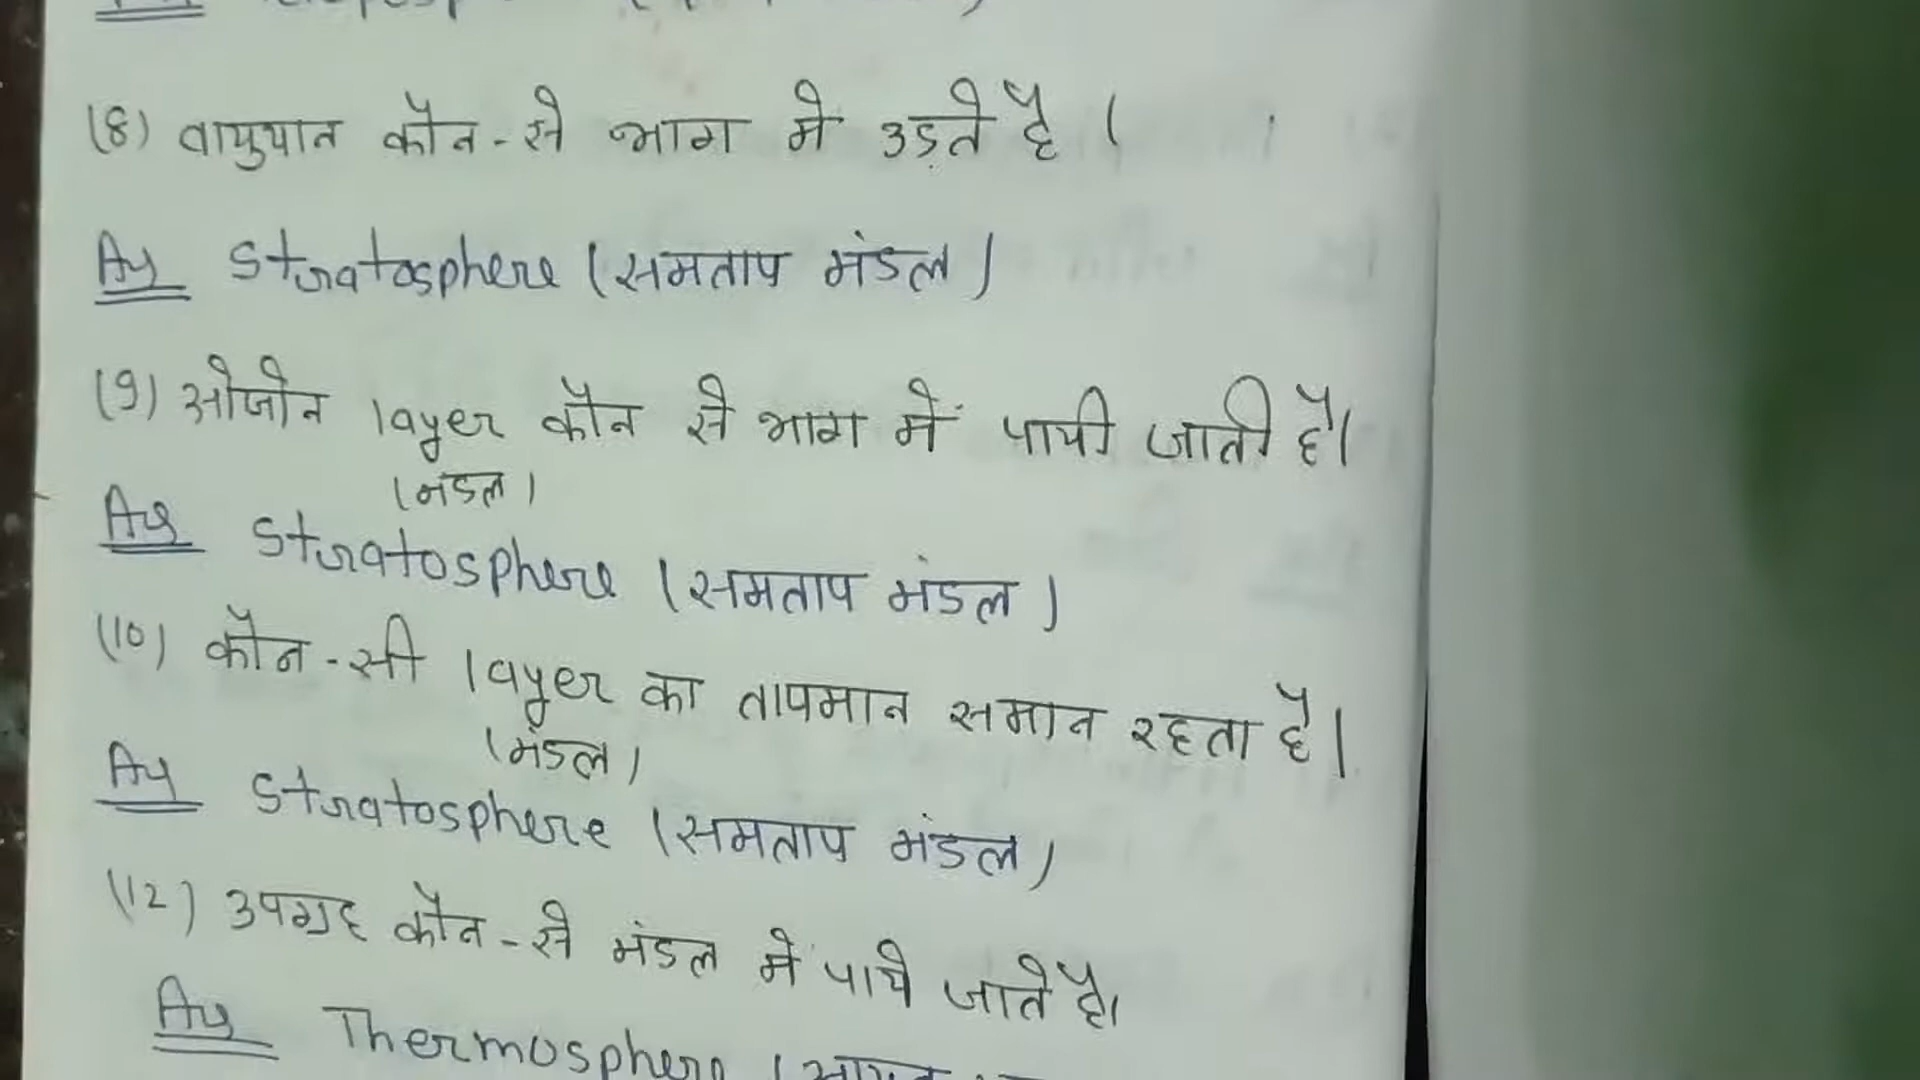 (8) वायुयान कौन-से भाग मे उड़ते है।
Ans Stratosphere (समताप मंडल)
(9) ओजोन layer कौन से भाग में पायी जाती है।
(मंडल)
Ans Stratosphere (समताप मंडल)
(10) कौन-सी layer का तापमान समान रहता है।
(मंडल)
Ans Stratosphere (समताप मंडल)
(12) उपग्रह कौन-से मंडल में पाये जाते है।
Ans Thermosphere